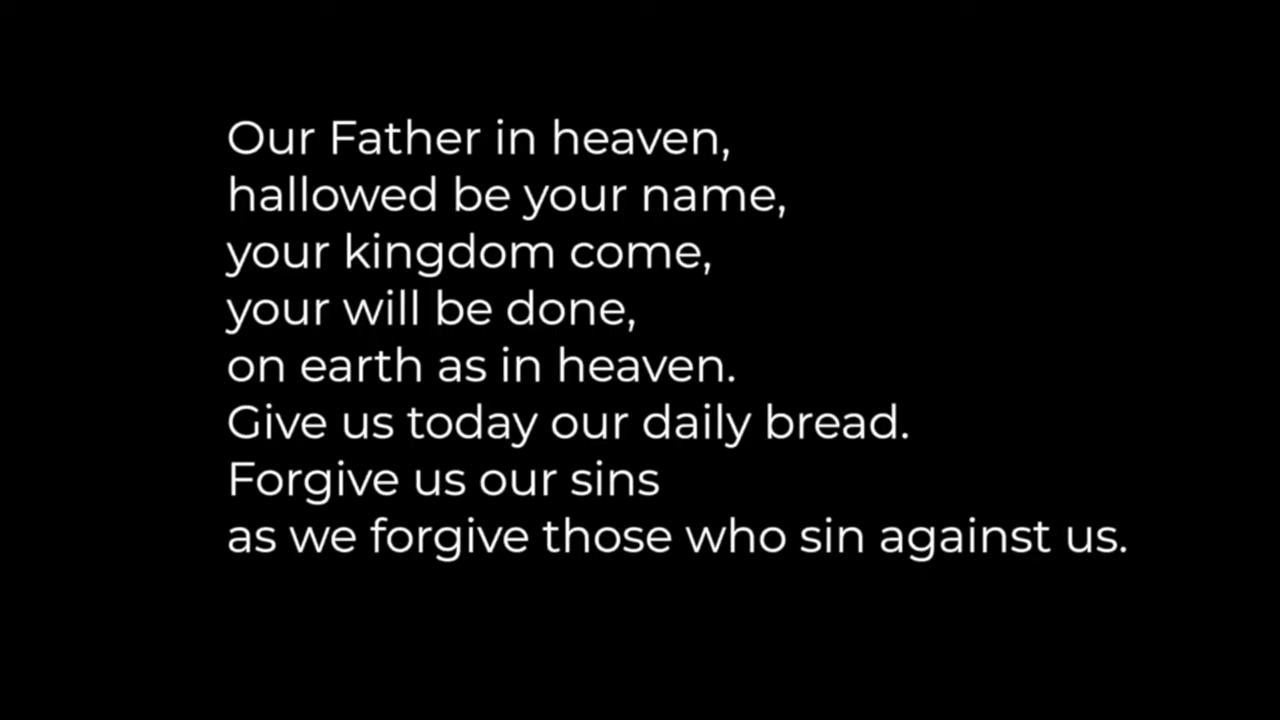 Our Father in heaven,
hallowed be your name,
your kingdom come,
your will be done,
on earth as in heaven.
Give us today our daily bread.
Forgive us our sins
as we forgive those who sin against us.